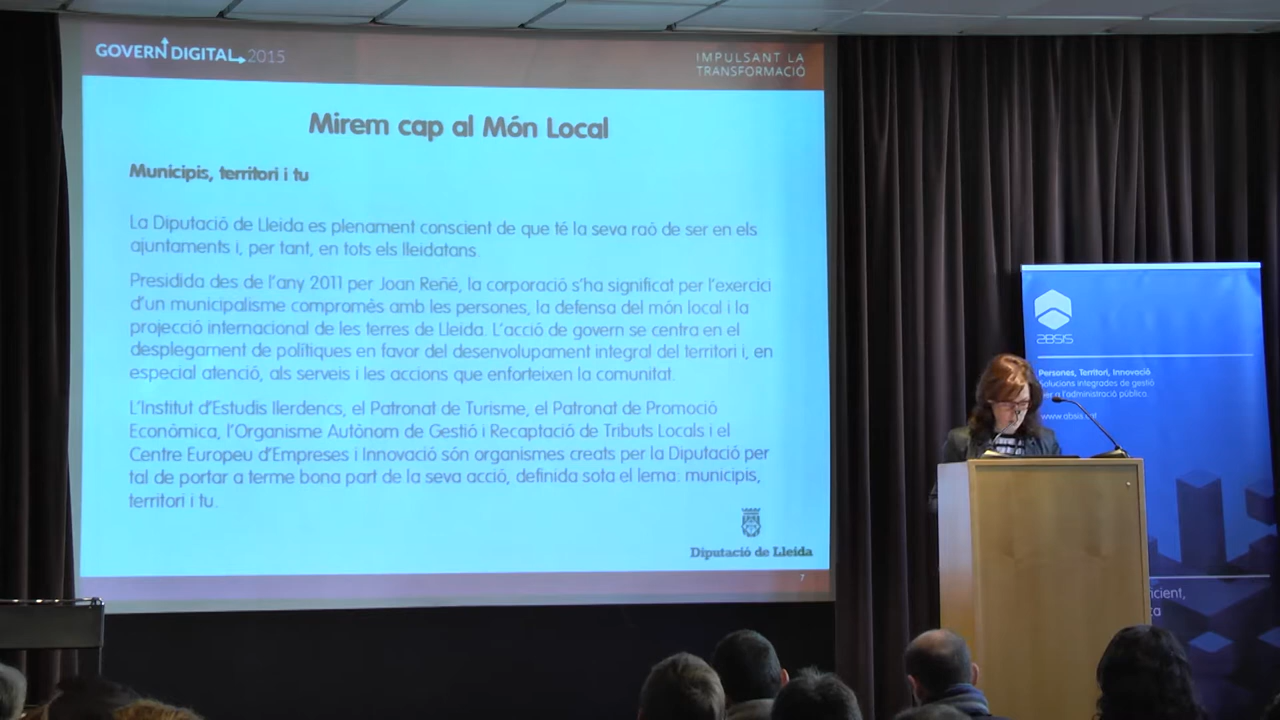 GOVERN DIGITAL 2015
IMPULSANT LA
TRANSFORMACIÓ
Mirem cap al Món Local
Municipis, territori i tu
La Diputació de Lleida es plenament conscient de que té la seva raó de ser en els
ajuntaments i, per tant, en tots els lleidatans.
Presidida des de l'any 2011 per Joan Reñé, la corporació s'ha significat per l'exercici
d'un municipalisme compromès amb les persones, la defensa del món local i la
projecció internacional de les terres de Lleida. L'acció de govern se centra en el
desplegament de polítiques en favor del desenvolupament integral del territori i, en
especial atenció, als serveis i les accions que enforteixen la comunitat.
L'Institut d'Estudis Ilerdencs, el Patronat de Turisme, el Patronat de Promoció
Econòmica, l'Organisme Autònom de Gestió i Recaptació de Tributs Locals i el
Centre Europeu d'Empeses i Innovació són organismes creats per la Diputació per
tal de portar a terme bona part de la seva acció, definida sota el lema: municipis,
territori i tu.
Diputació de Lleida
7
absis
Persones, Territori, Innovació
Solucions integrades de gestió
per a l'administració pública
www.absis.cat
icient,
za